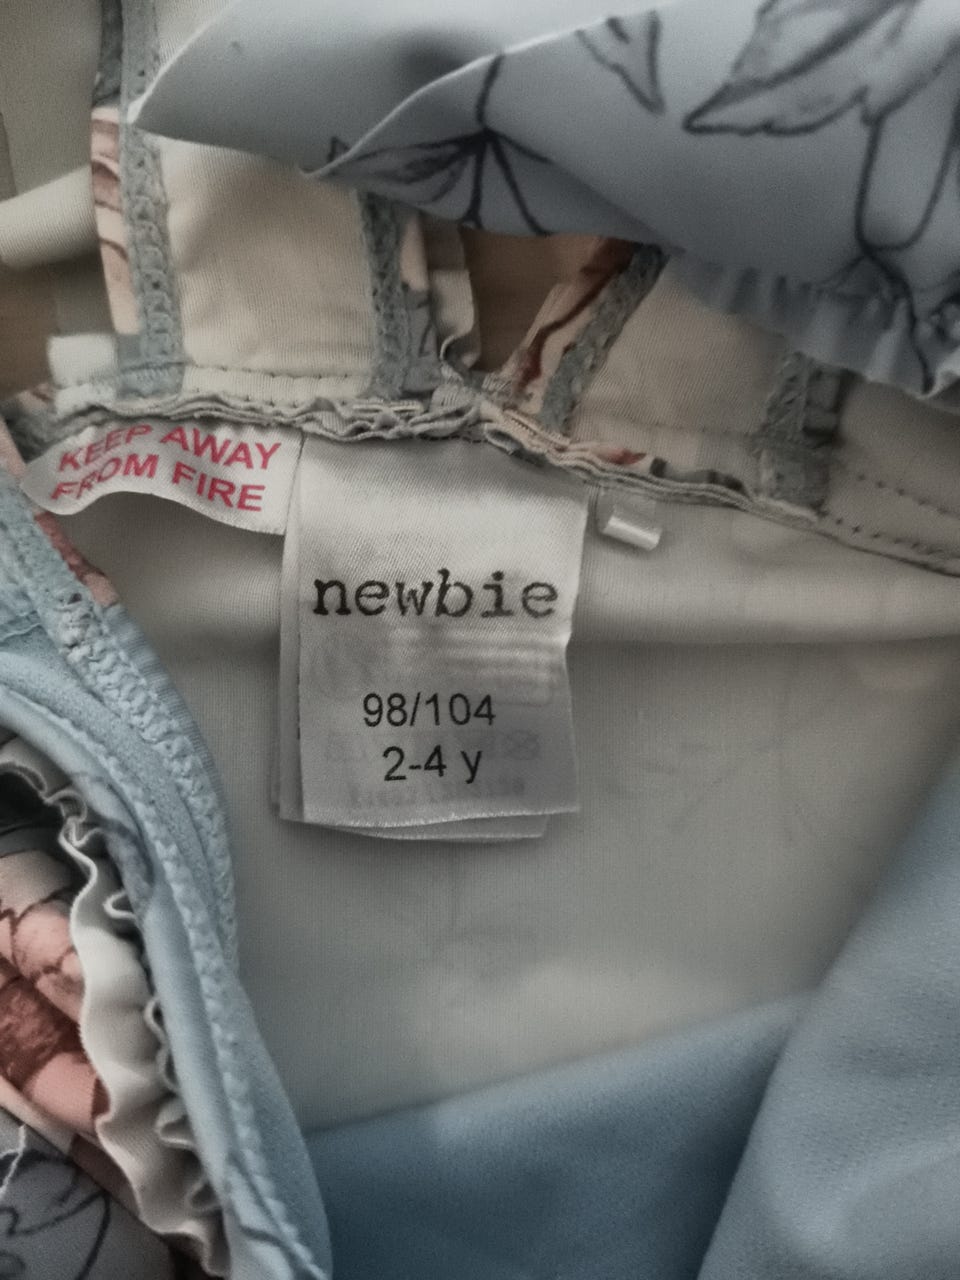 KEEP AWAY
FROM FIRE
newbie
98/104
2-4 y